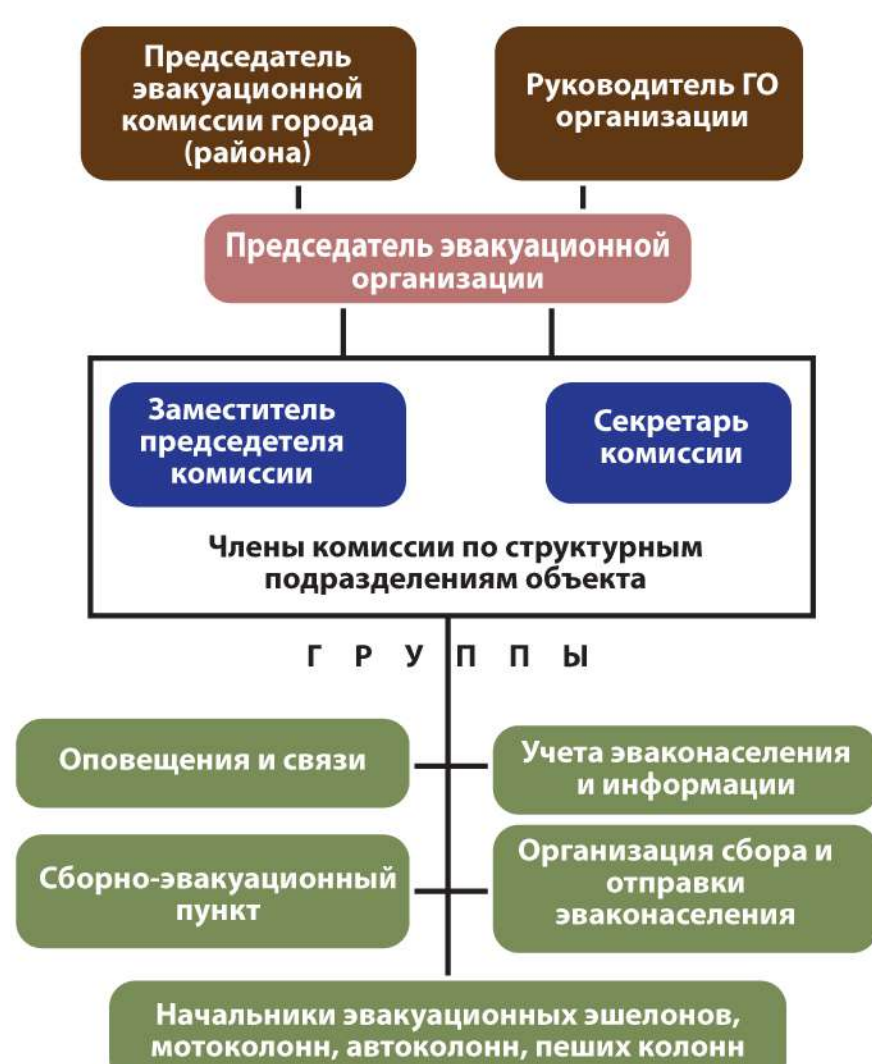 Председатель
эвакуационной
комиссии города
(района)
Руководитель ГО
организации
Председатель эвакуационной
организации
Заместитель
председетеля
комиссии
Секретарь
комиссии
Члены комиссии по структурным
подразделениям объекта
Г Р У П П Ы
Оповещения и связи
Учета эваконаселения
и информации
Сборно-эвакуационный
пункт
Организация сбора и
отправки
эваконаселения
Начальники эвакуационных эшелонов,
мотоколонн, автоколонн, пеших колонн